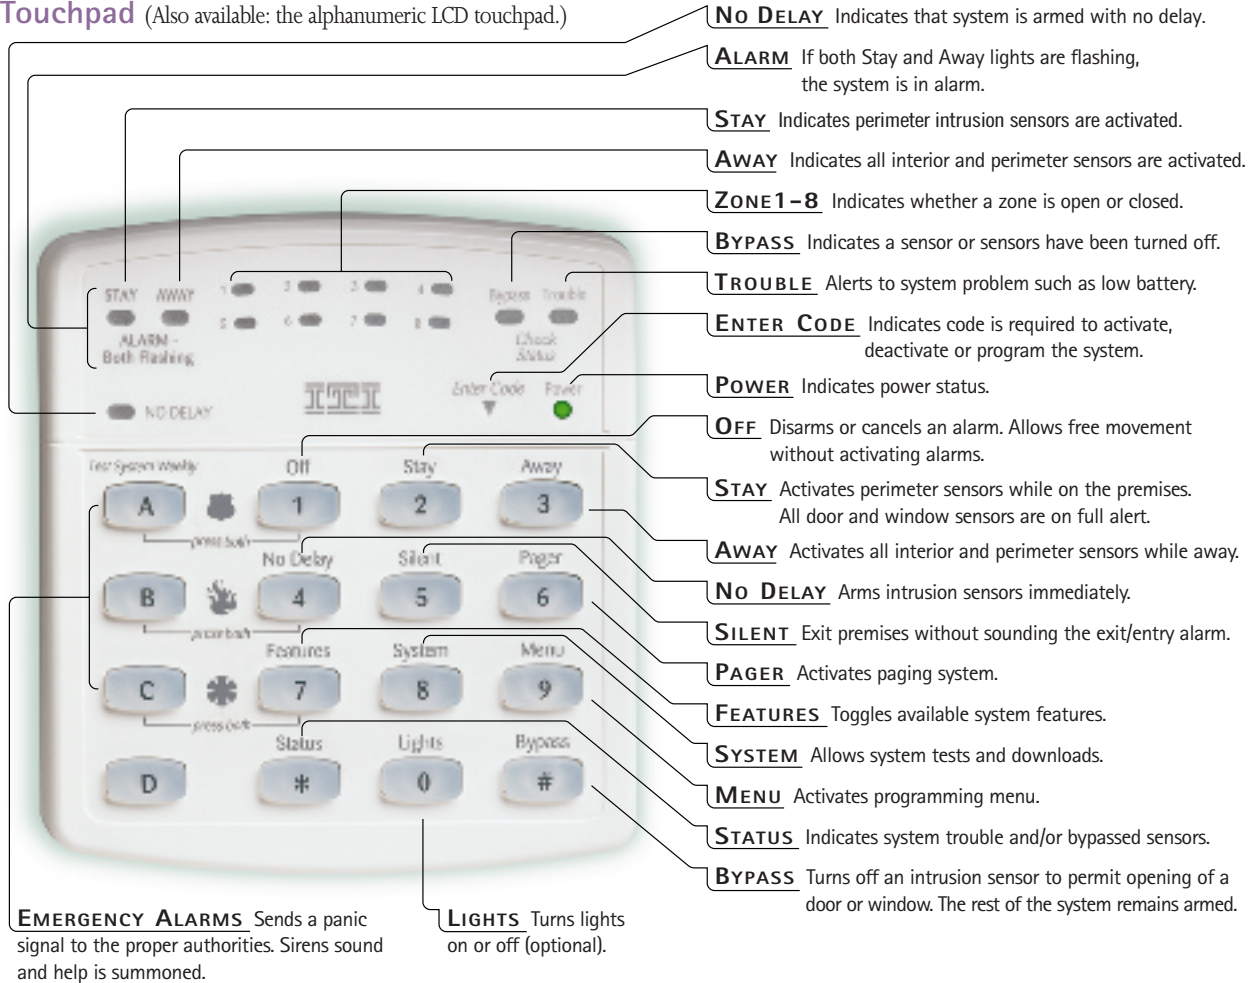 Touchpad (Also available: the alphanumeric LCD touchpad.)
NO DELAY Indicates that system is armed with no delay.
ALARM If both Stay and Away lights are flashing,
the system is in alarm.
STAY Indicates perimeter intrusion sensors are activated.
AWAY Indicates all interior and perimeter sensors are activated.
ZONE 1-8 Indicates whether a zone is open or closed.
BYPASS Indicates a sensor or sensors have been turned off.
TROUBLE Alerts to system problem such as low battery.
ENTER CODE Indicates code is required to activate,
deactivate or program the system.
POWER Indicates power status.
OFF Disarms or cancels an alarm. Allows free movement
without activating alarms.
STAY Activates perimeter sensors while on the premises.
All door and window sensors are on full alert.
AWAY Activates all interior and perimeter sensors while away.
NO DELAY Arms intrusion sensors immediately.
SILENT Exit premises without sounding the exit/entry alarm.
PAGER Activates paging system.
FEATURES Toggles available system features.
SYSTEM Allows system tests and downloads.
MENU Activates programming menu.
STATUS Indicates system trouble and/or bypassed sensors.
BYPASS Turns off an intrusion sensor to permit opening of a
door or window. The rest of the system remains armed.
STAY AWAY 1 2 3 4 Bypass Trouble
5 6 7 8
ALARM -
Both Flashing
Check
Status
ITI
Enter Code Power
NO DELAY
Test System Weekly Off Stay Away
A 1 2 3
press both
No Delay Silent Pager
B 4 5 6
press both
Features System Menu
C 7 8 9
press both
Status Lights Bypass
D * 0 #
EMERGENCY ALARMS Sends a panic
signal to the proper authorities. Sirens sound
and help is summoned.
LIGHTS Turns lights
on or off (optional).